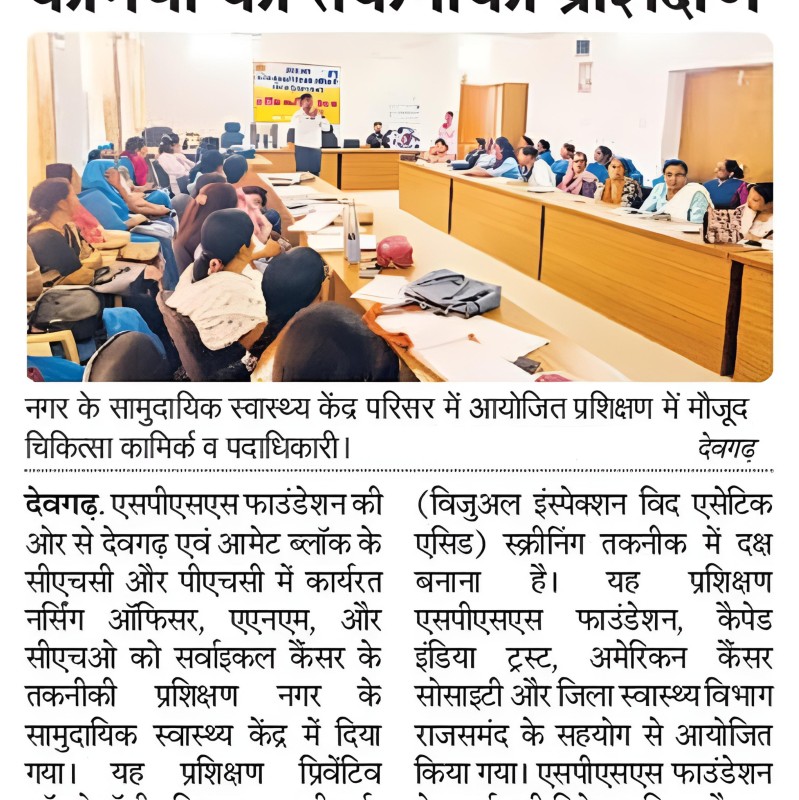 नगर के सामुदायिक स्वास्थ्य केंद्र परिसर में आयोजित प्रशिक्षण में मौजूद
चिकित्सा कामिर्क व पदाधिकारी।
देवगढ़
देवगढ़. एसपीएसएस फाउंडेशन की
ओर से देवगढ़ एवं आमेट ब्लॉक के
सीएचसी और पीएचसी में कार्यरत
नर्सिंग ऑफिसर, एएनएम, और
सीएचओ को सर्वाइकल कैंसर के
तकनीकी प्रशिक्षण नगर के
सामुदायिक स्वास्थ्य केंद्र में दिया
गया। यह प्रशिक्षण प्रिवेंटिव
(विजुअल इंस्पेक्शन विद एसेटिक
एसिड) स्क्रीनिंग तकनीक में दक्ष
बनाना है। यह प्रशिक्षण
एसपीएसएस फाउंडेशन, कैपेड
इंडिया ट्रस्ट, अमेरिकन कैंसर
सोसाइटी और जिला स्वास्थ्य विभाग
राजसमंद के सहयोग से आयोजित
किया गया। एसपीएसएस फाउंडेशन